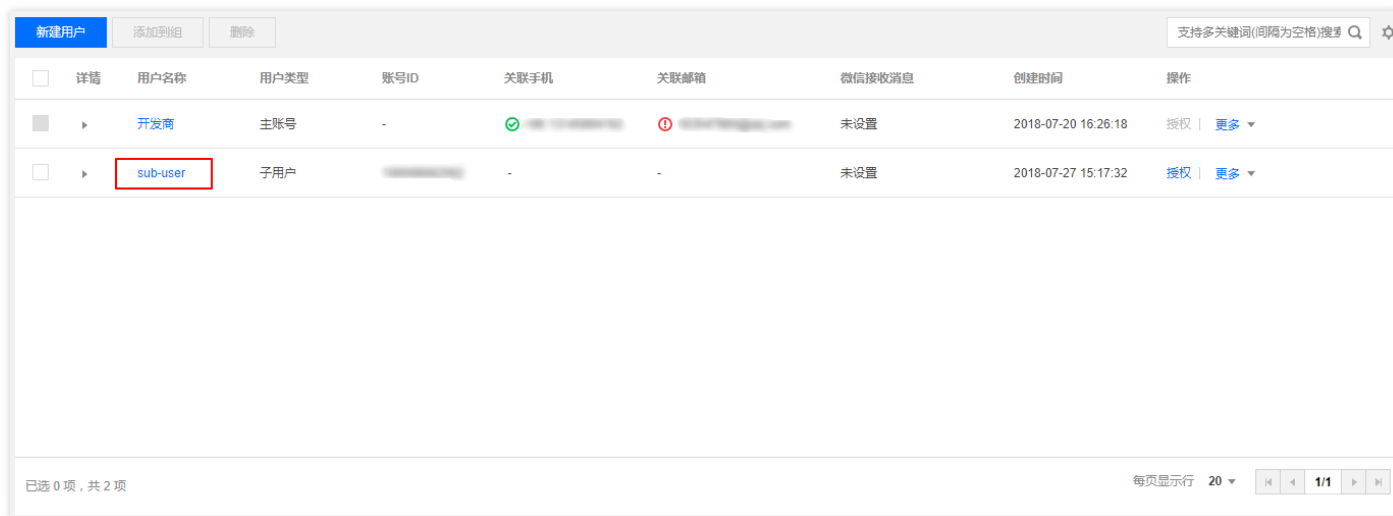 新建用户 添加到组 删除 支持多关键词(间隔为空格)搜索
详情 用户名称 用户类型 账号ID 关联手机 关联邮箱 微信接收消息 创建时间 操作
开发商 主账号 - 未设置 2018-07-20 16:26:18 授权 | 更多
sub-user 子用户 - - 未设置 2018-07-27 15:17:32 授权 | 更多
已选 0 项，共 2 项 每页显示行 20 1/1